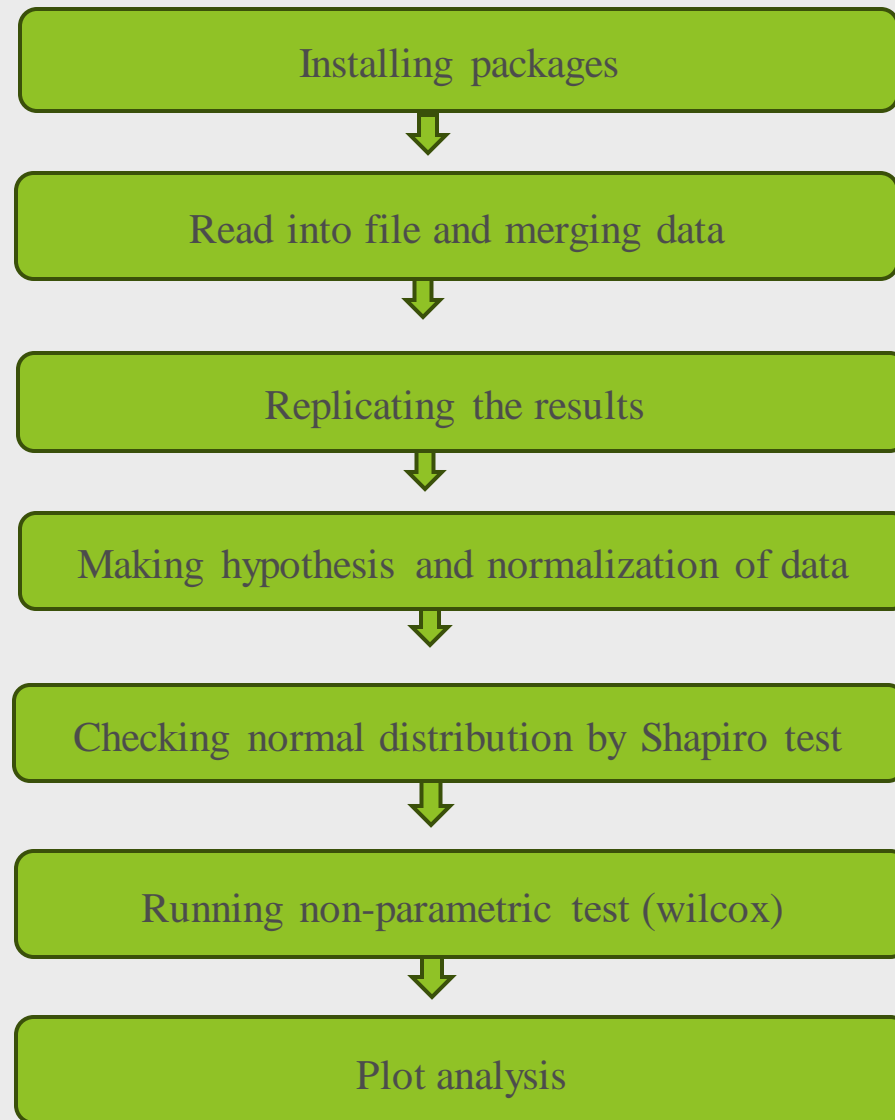 Installing packages
Read into file and merging data
Replicating the results
Making hypothesis and normalization of data
Checking normal distribution by Shapiro test
Running non-parametric test (wilcox)
Plot analysis